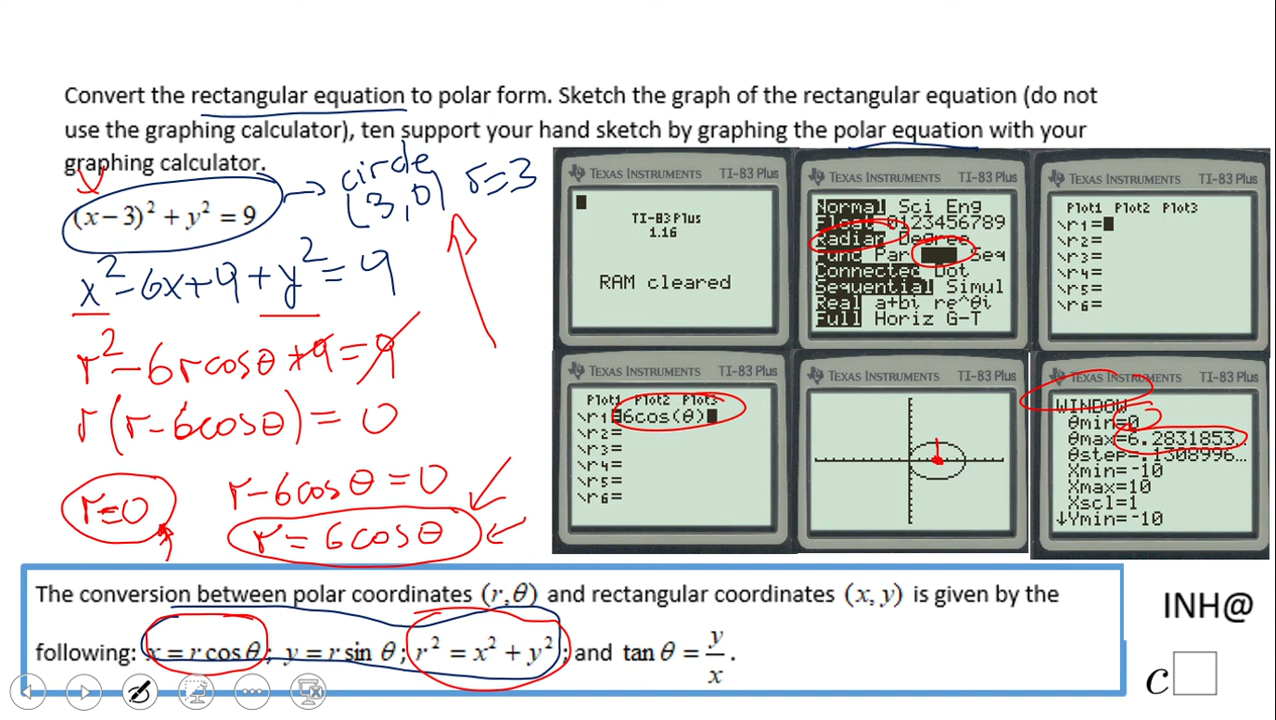 Convert the rectangular equation to polar form. Sketch the graph of the rectangular equation (do not
use the graphing calculator), ten support your hand sketch by graphing the polar equation with your
graphing calculator.
(x – 3)² + y² = 9
circle
(3,0) r=3
x² - 6x + 9 + y² = 9
r² - 6rcosθ + 9 = 9
r(r - 6cosθ) = 0
r=0
r - 6cosθ = 0
r = 6cosθ
TEXAS INSTRUMENTS TI-83 Plus
TI-83 Plus
1.16
RAM cleared
TEXAS INSTRUMENTS TI-83 Plus
Normal Sci Eng
Float 0123456789
Radian Degree
Func Par Seq
Connected Dot
Sequential Simul
Real a+bi re^θi
Full Horiz G-T
TEXAS INSTRUMENTS TI-83 Plus
Plot1 Plot2 Plot3
\r1=
\r2=
\r3=
\r4=
\r5=
\r6=
TEXAS INSTRUMENTS TI-83 Plus
Plot1 Plot2 Plot3
\r1=6cos(θ)
\r2=
\r3=
\r4=
\r5=
\r6=
TEXAS INSTRUMENTS TI-83 Plus
TEXAS INSTRUMENTS TI-83 Plus
WINDOW
θmin=0
θmax=6.2831853…
θstep=.1308996…
Xmin=-10
Xmax=10
Xscl=1
↓Ymin=-10
The conversion between polar coordinates (r,θ) and rectangular coordinates (x, y) is given by the
following: x = r cos θ; y = r sin θ; r² = x² + y²; and tan θ = y/x.
INH@
c